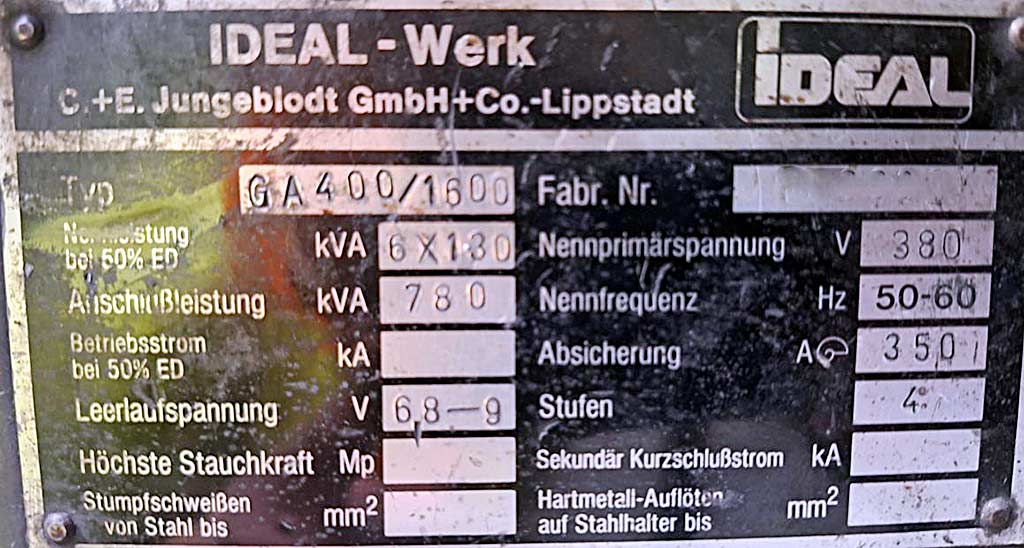 IDEAL-Werk
C.+E. Jungeblodt GmbH+Co.-Lippstadt
IDEAL
Typ GA400/1600
Fabr. Nr.
Nennleistung
bei 50% ED kVA 6X130
Nennprimärspannung V 380
Anschlußleistung kVA 780
Nennfrequenz Hz 50-60
Betriebsstrom
bei 50% ED kA
Absicherung A 350
Leerlaufspannung V 6,8-9
Stufen 4
Höchste Stauchkraft Mp
Sekundär Kurzschlußstrom kA
Stumpfschweißen
von Stahl bis mm²
Hartmetall-Auflöten
auf Stahlhalter bis mm²